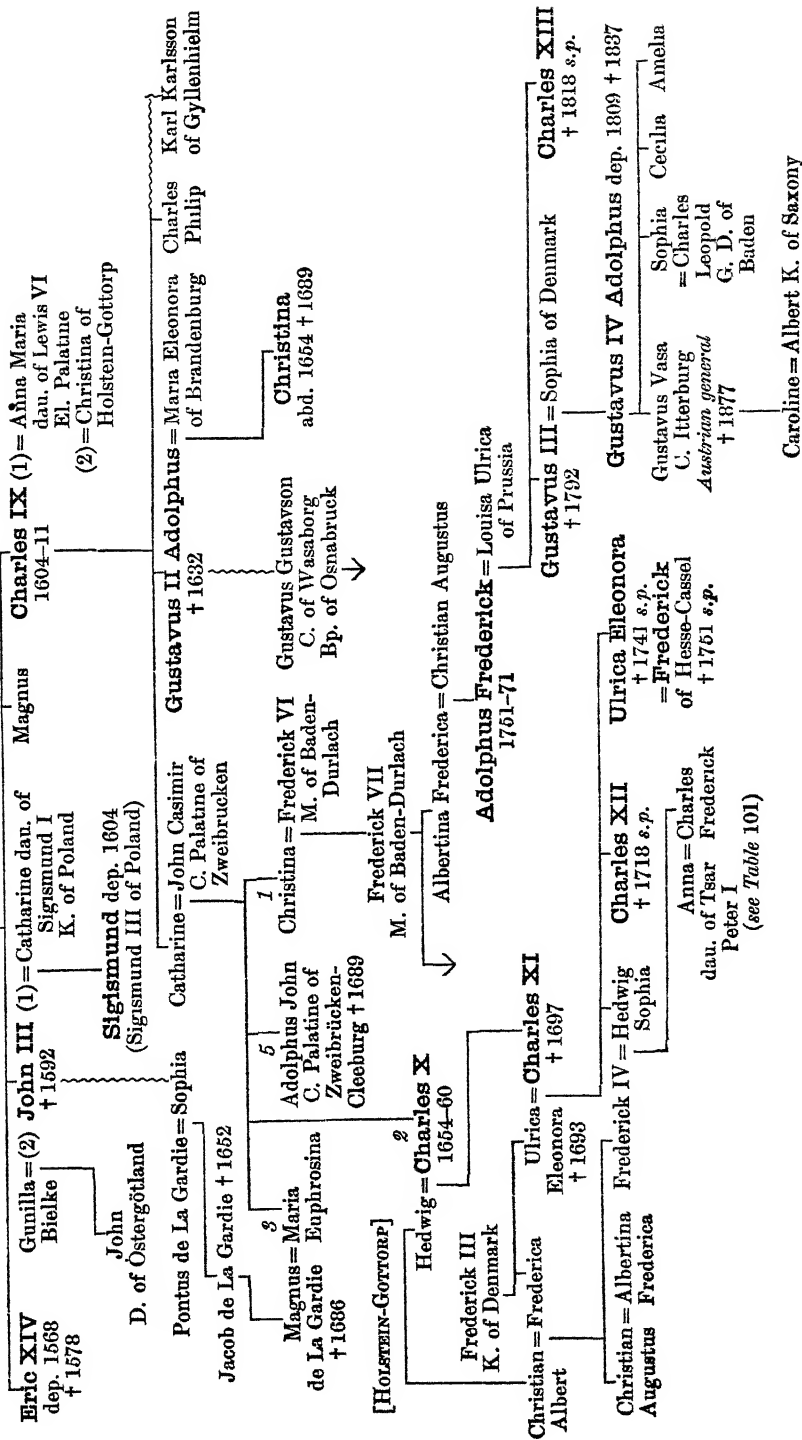 Eric XIV
dep. 1568
† 1578
Gunilla = (2) John III (1) = Catharine dau. of
Bielke
† 1592
Sigismund I
K. of Poland
Magnus
Charles IX (1) = Anna Maria
1604–11
dau. of Lewis VI
El. Palatine
(2) = Christina of
Holstein-Gottorp
John
D. of Östergötland
Sigismund dep. 1604
(Sigismund III of Poland)
Pontus de La Gardie = Sophia
Catharine = John Casimir
C. Palatine of
Zweibrucken
Gustavus II Adolphus = Maria Eleonora
† 1632
of Brandenburg
Charles
Philip
Karl Karlsson
of Gyllenhielm
Jacob de La Gardie † 1652
Gustavus Gustavson
C. of Wasaborg
Bp. of Osnabruck
Christina
abd. 1654 † 1689
3
Magnus = Maria
de La Gardie Euphrosina
† 1686
5
Adolphus John
C. Palatine of
Zweibrücken-
Cleeburg † 1689
1
Christina = Frederick VI
M. of Baden-
Durlach
Frederick VII
M. of Baden-Durlach
[HOLSTEIN-GOTTORP]
2
Hedwig = Charles X
1654–60
Albertina Frederica = Christian Augustus
Frederick III
K. of Denmark
Adolphus Frederick = Louisa Ulrica
1751–71
of Prussia
Christian = Frederica
Albert
Ulrica = Charles XI
Eleonora
† 1693
† 1697
Gustavus III = Sophia of Denmark
† 1792
Charles XIII
† 1818 s.p.
Christian = Albertina
Augustus Frederica
Frederick IV = Hedwig
Sophia
Charles XII
† 1718 s.p.
Ulrica Eleonora
† 1741 s.p.
= Frederick
of Hesse-Cassel
† 1751 s.p.
Gustavus IV Adolphus dep. 1809 † 1837
Anna = Charles
dau. of Tsar Frederick
Peter I
(see Table 101)
Gustavus Vasa
C. Itterburg
Austrian general
† 1877
Sophia
= Charles
Leopold
G. D. of
Baden
Cecilia
Amelia
Caroline = Albert K. of Saxony